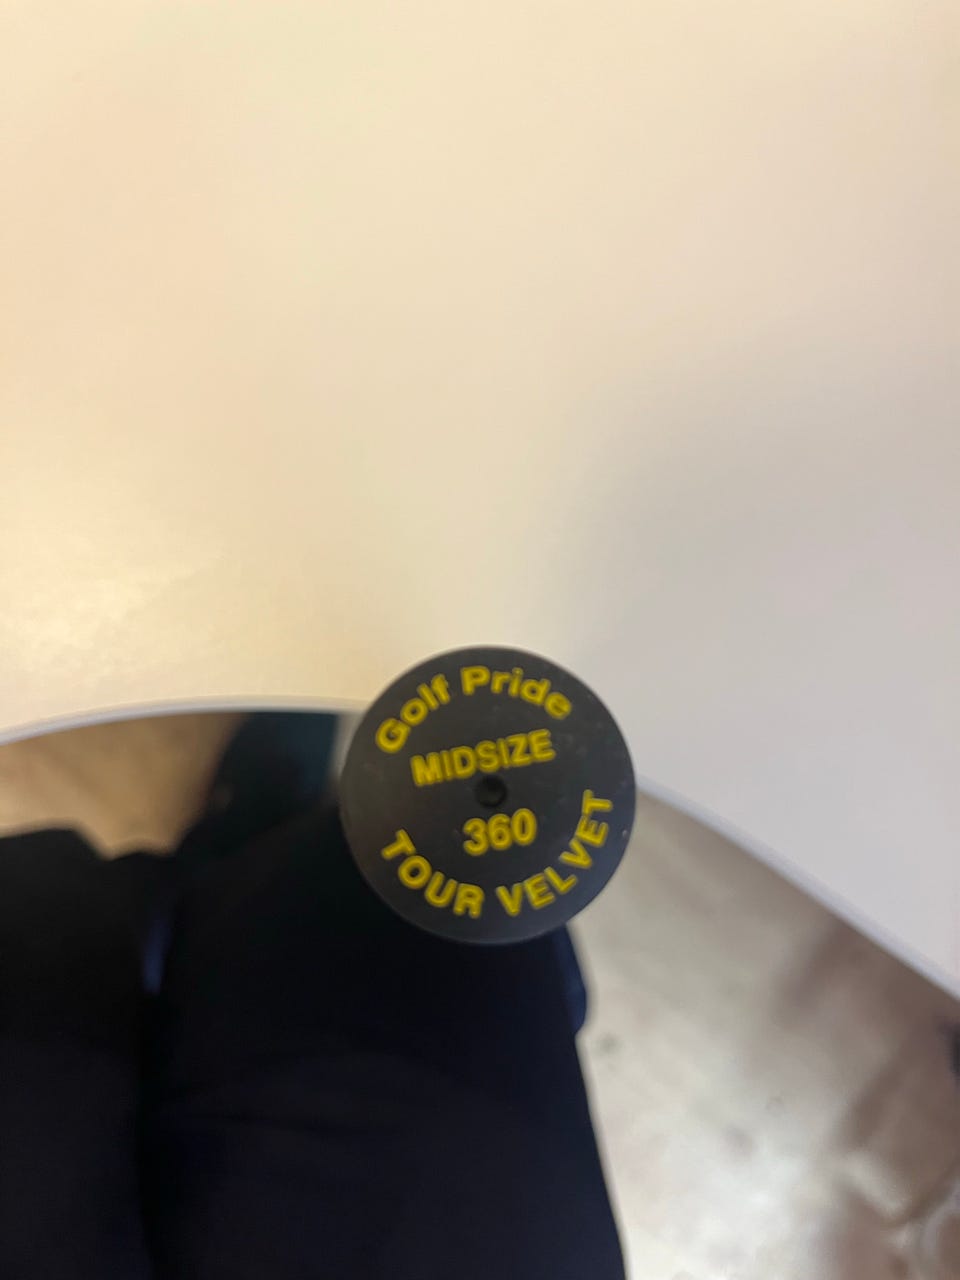 Golf Pride
MIDSIZE
360
TOUR VELVET